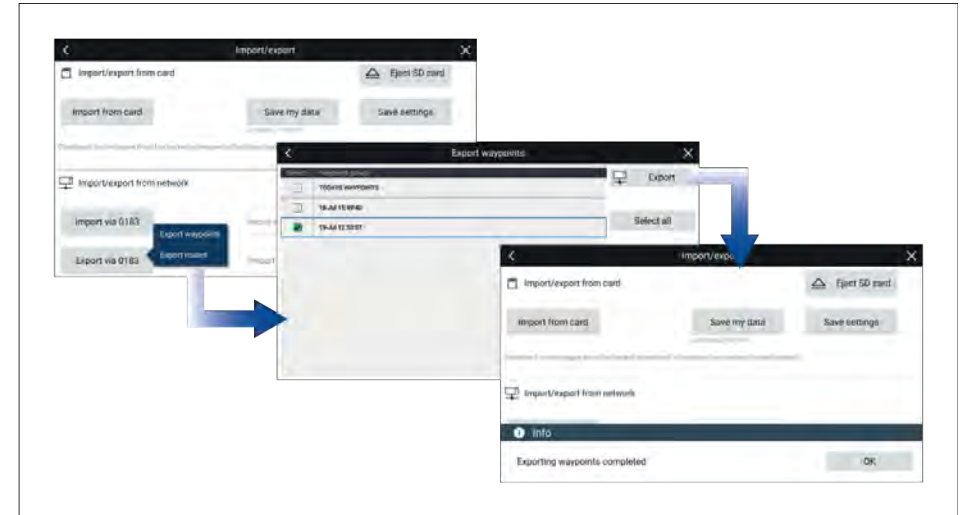 Import/export
Import/export from card
Eject SD card
Import from card
Save my data
Save settings
Import/export from network
Import via 0183
Export via 0183
Export waypoints
Export routes
Export waypoints
TODAYS WAYPOINTS
Export
Select all
Import/expo
Import/export from card
Eject SD card
Import from card
Save my data
Save settings
Import/export from network
Info
Exporting waypoints completed
OK